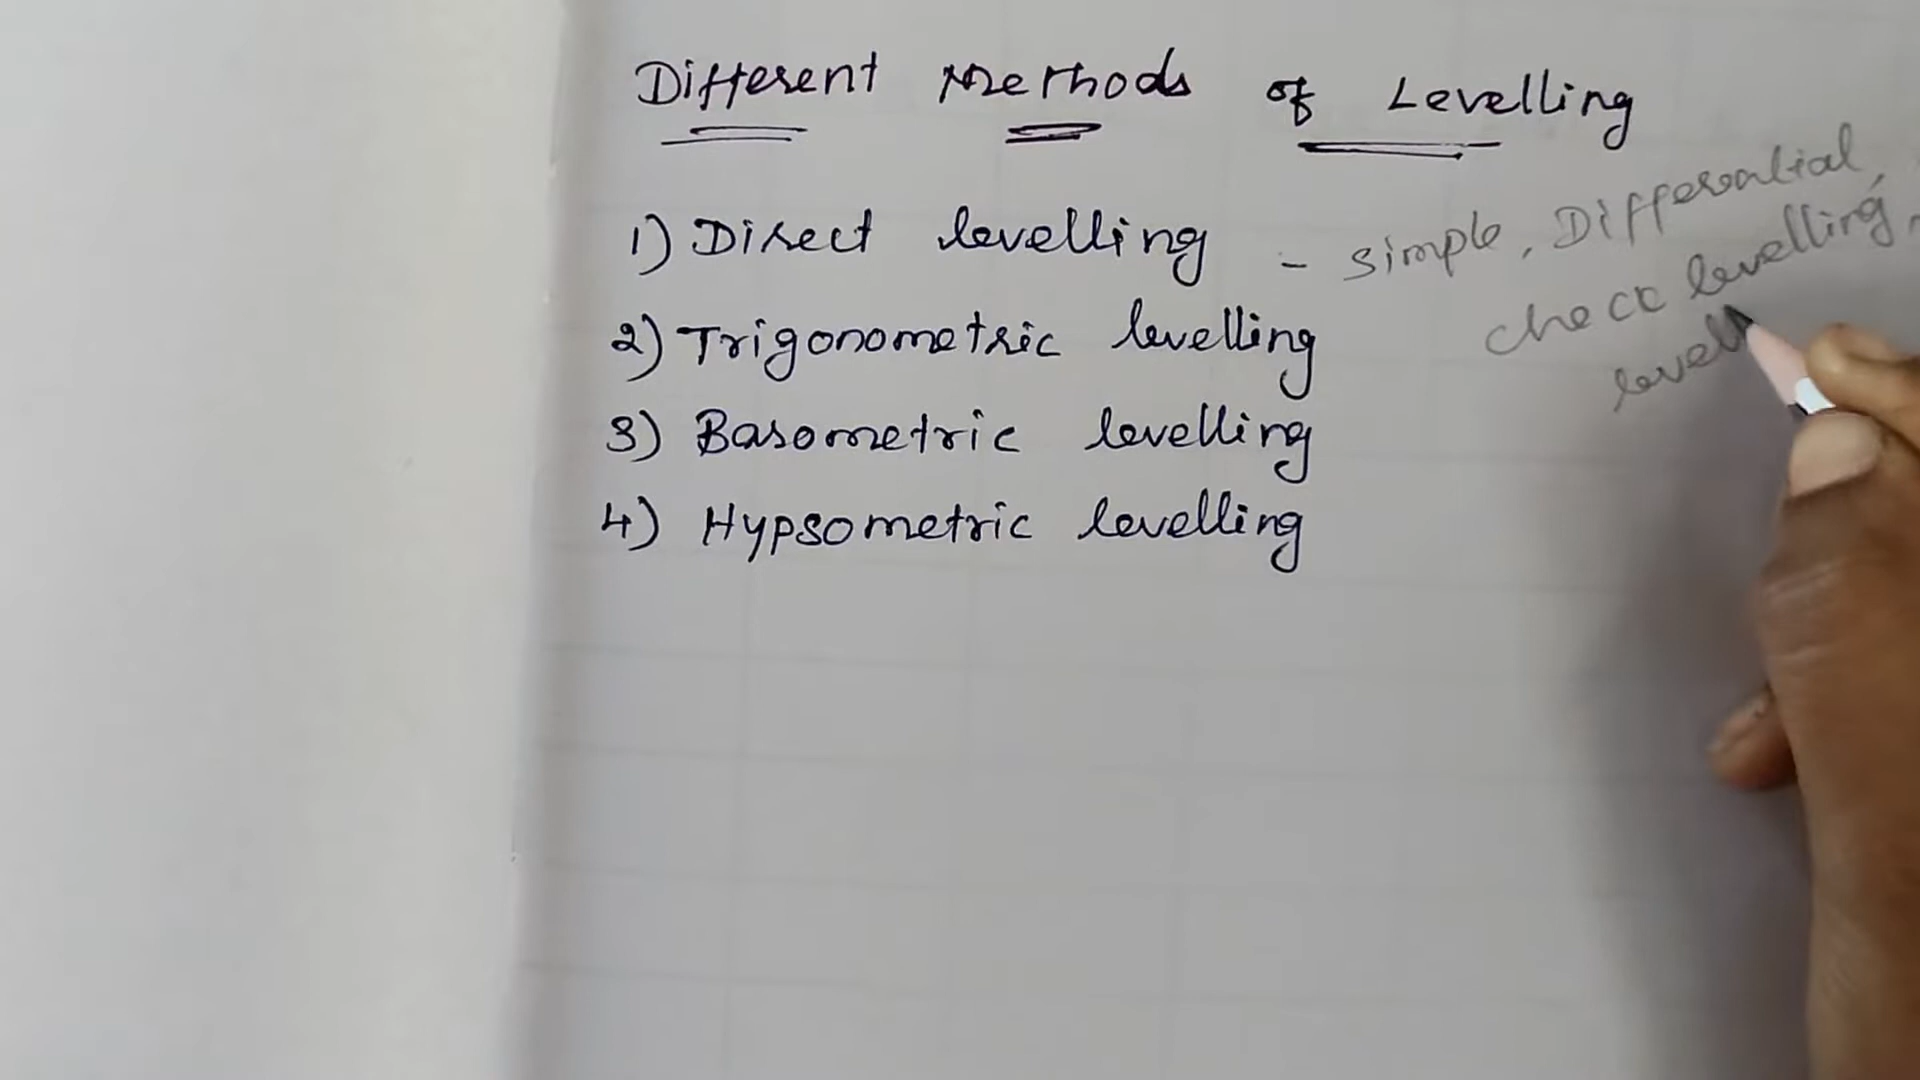 Different Methods of Levelling
1) Direct levelling - simple, Differential,
check levelling,
levell
2) Trigonometric levelling
3) Barometric levelling
4) Hypsometric levelling